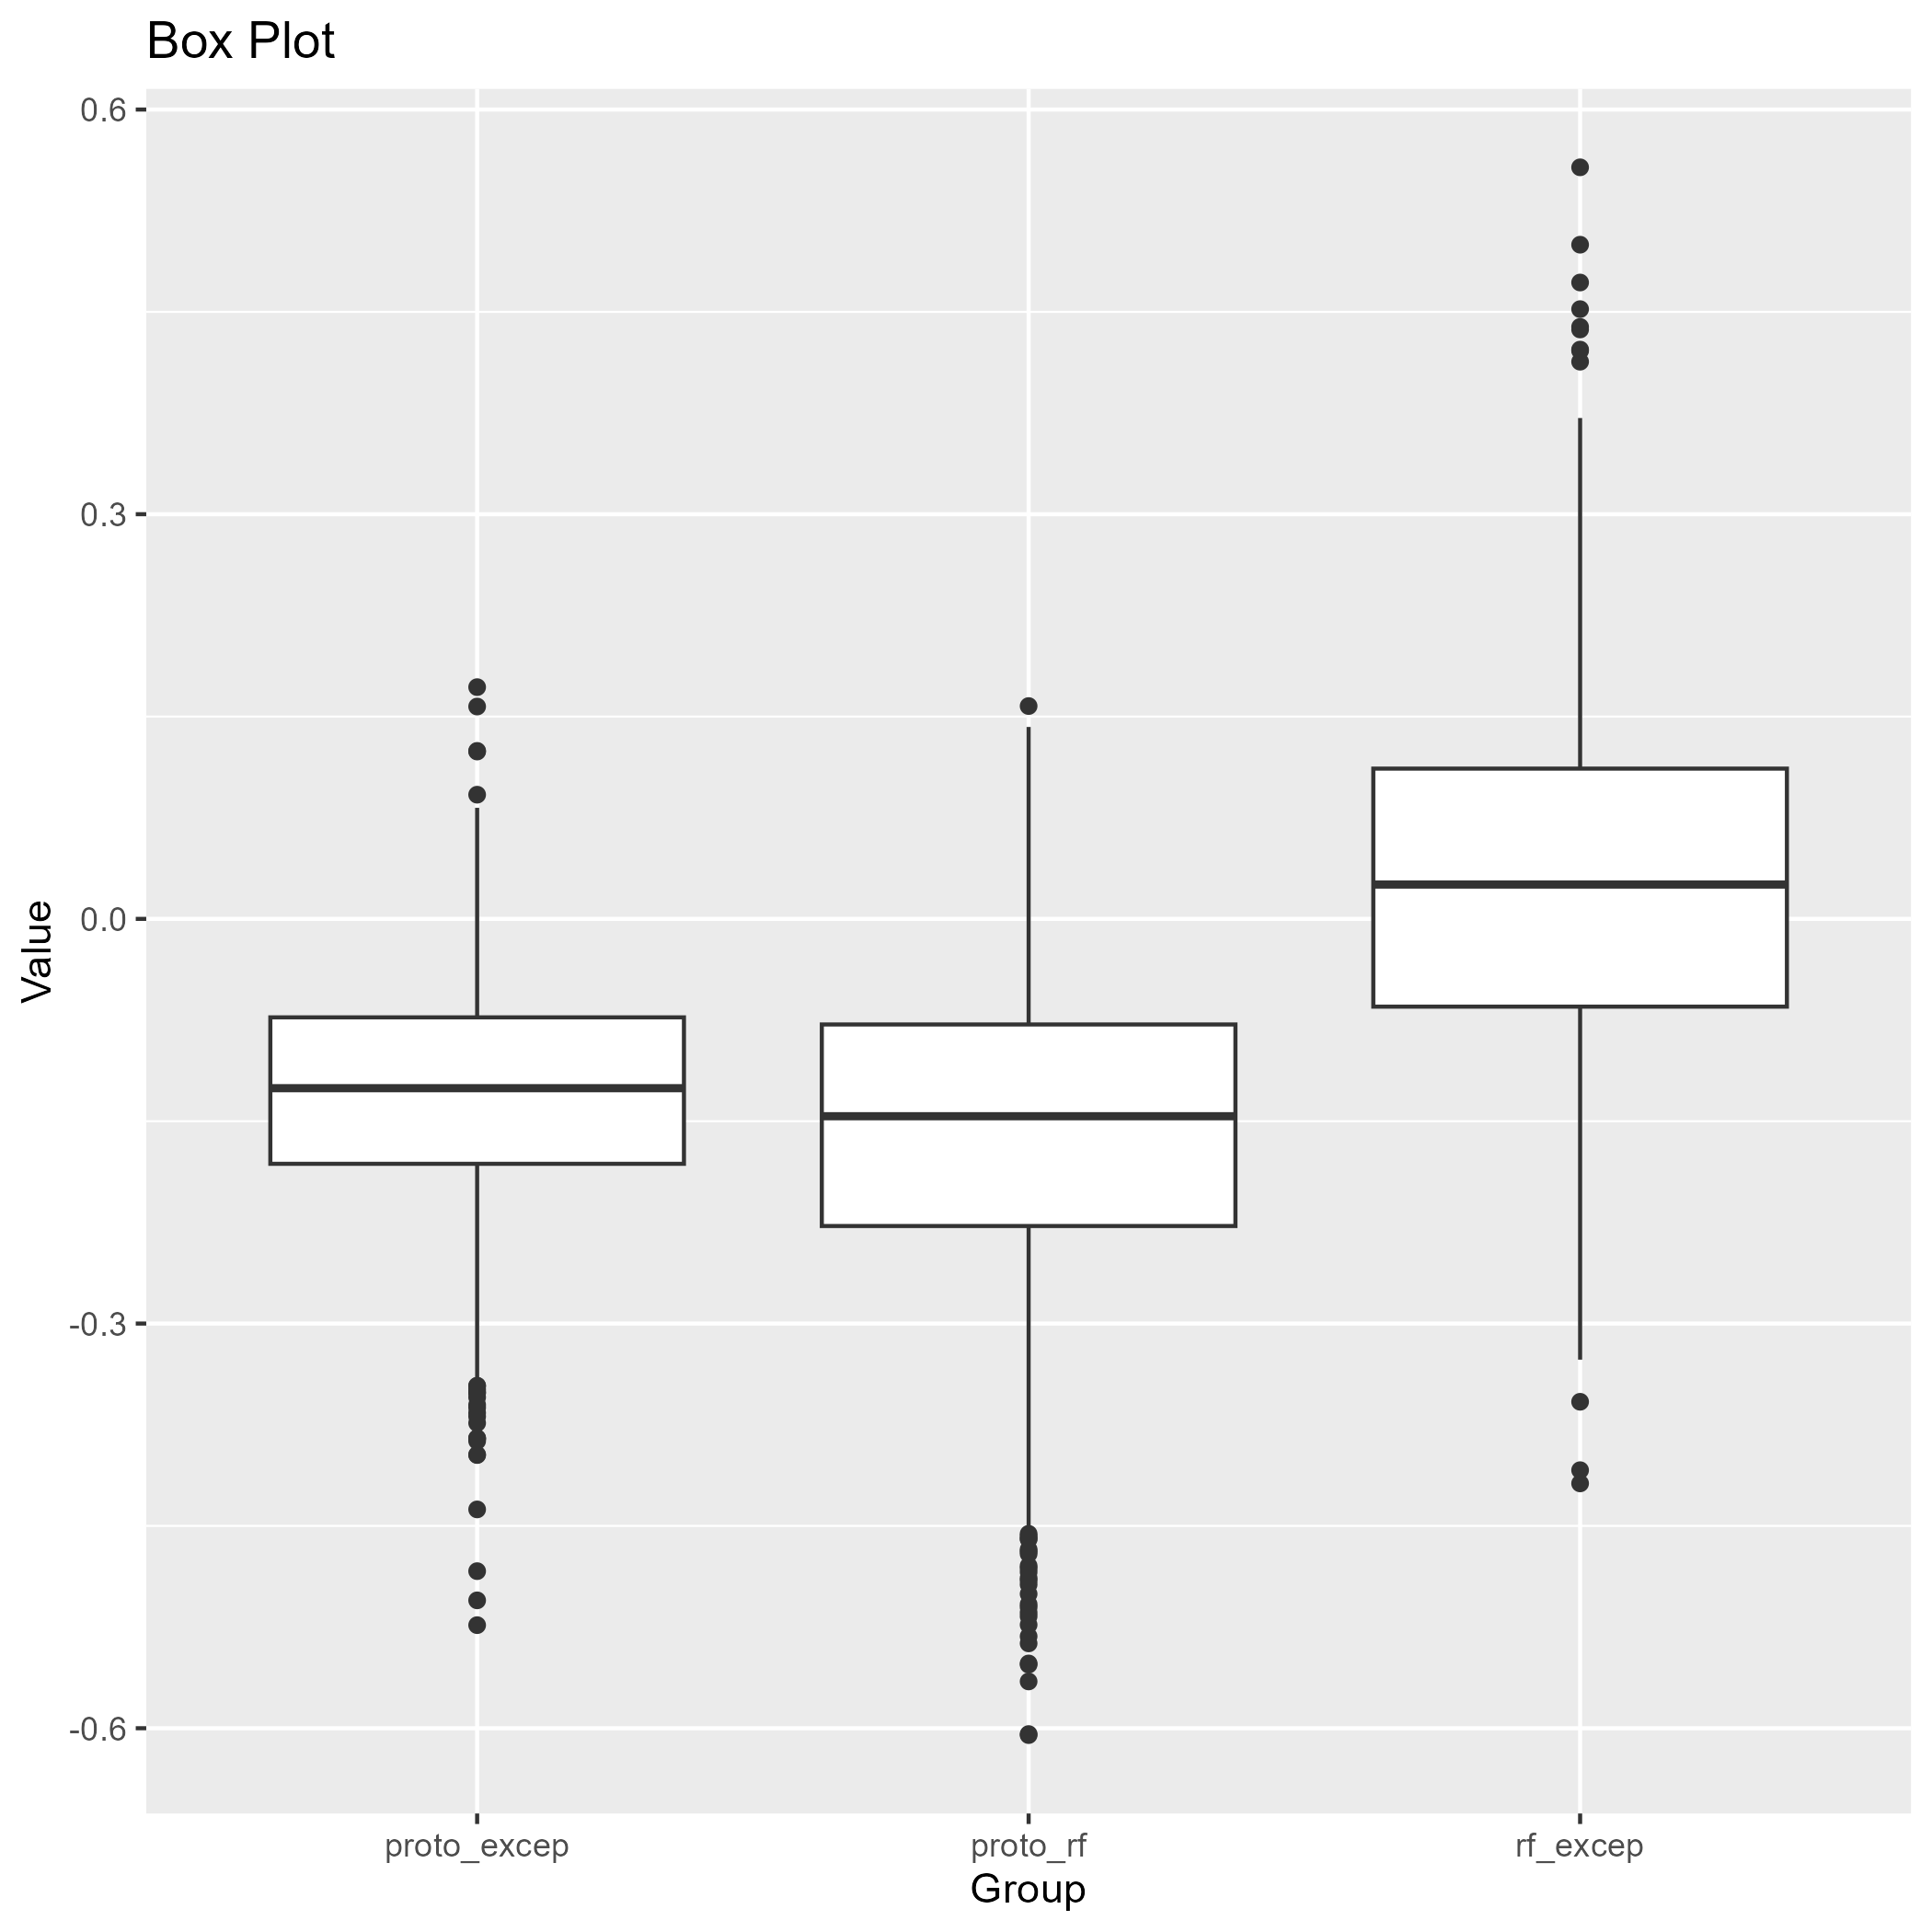 Box Plot
0.6
0.3
0.0
-0.3
-0.6
Value
proto_excep
proto_rf
rf_excep
Group